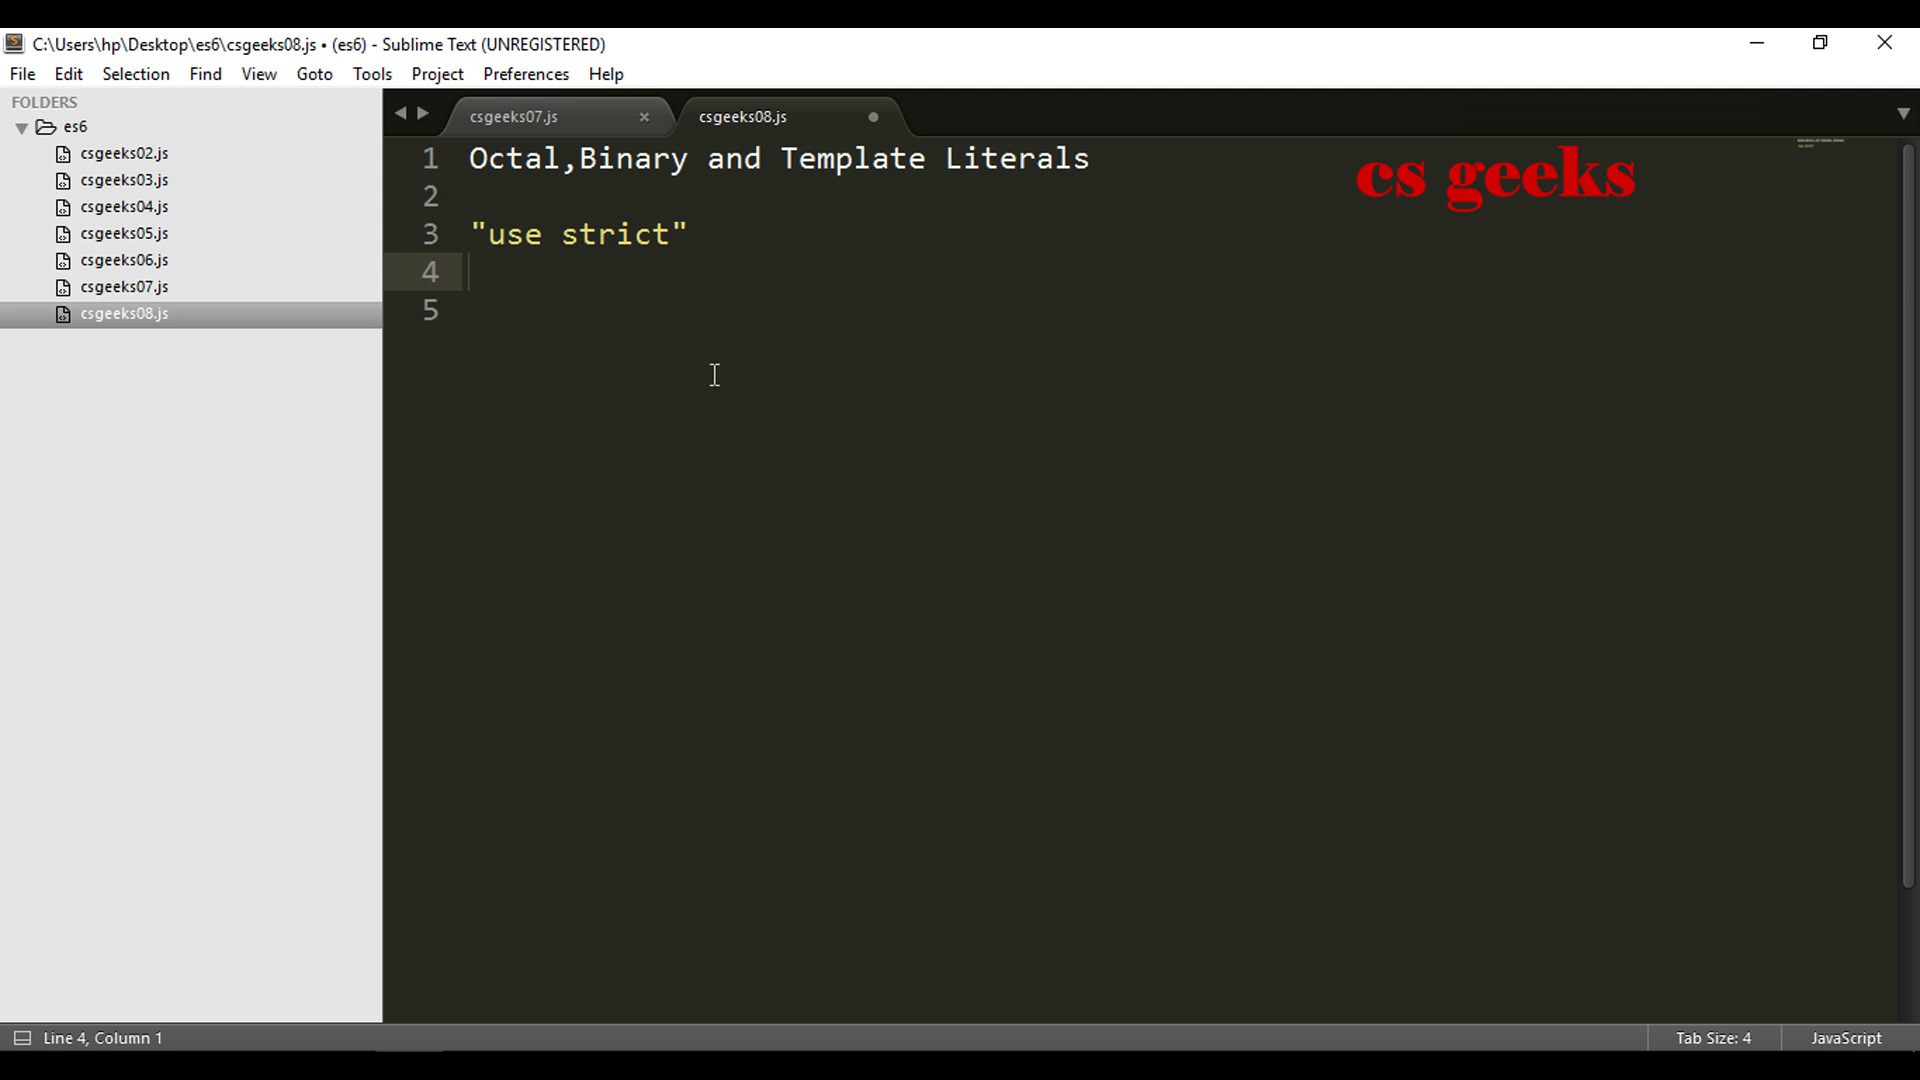 C:\Users\hp\Desktop\es6\csgeeks08.js • (es6) - Sublime Text (UNREGISTERED)
File Edit Selection Find View Goto Tools Project Preferences Help
FOLDERS
es6
csgeeks02.js
csgeeks03.js
csgeeks04.js
csgeeks05.js
csgeeks06.js
csgeeks07.js
csgeeks08.js
csgeeks07.js csgeeks08.js
1 Octal,Binary and Template Literals
2
3 "use strict"
4
5
cs geeks
Line 4, Column 1 Tab Size: 4 JavaScript